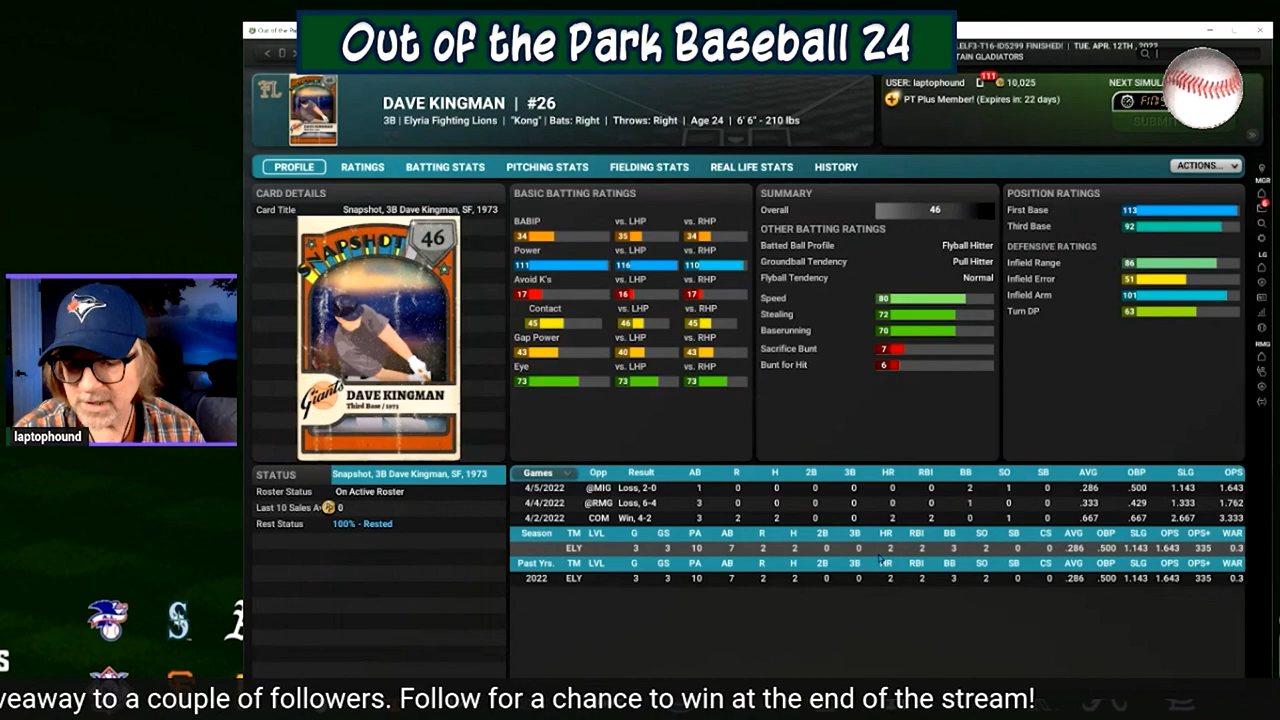 Out of the Park Baseball 24
ELF3-T16-ID5299 FINISHED! | TUE. APR. 12TH, 2022
TAIN GLADIATORS
FL
DAVE KINGMAN | #26
3B | Elyria Fighting Lions | "Kong" | Bats: Right | Throws: Right | Age 24 | 6' 6" - 210 lbs
USER: laptophound 111 10,025
PT Plus Member! (Expires in: 22 days)
NEXT SIMUL
PROFILE RATINGS BATTING STATS PITCHING STATS FIELDING STATS REAL LIFE STATS HISTORY ACTIONS...
CARD DETAILS
Card Title Snapshot, 3B Dave Kingman, SF, 1973
SNAPSHOT 46
Giants DAVE KINGMAN
Third Base / 1973
BASIC BATTING RATINGS
BABIP vs. LHP vs. RHP
34 35 34
Power vs. LHP vs. RHP
111 116 110
Avoid K's vs. LHP vs. RHP
17 16 17
Contact vs. LHP vs. RHP
45 46 45
Gap Power vs. LHP vs. RHP
43 40 43
Eye vs. LHP vs. RHP
73 73 73
SUMMARY
Overall 46
OTHER BATTING RATINGS
Batted Ball Profile Flyball Hitter
Groundball Tendency Pull Hitter
Flyball Tendency Normal
Speed 80
Stealing 72
Baserunning 70
Sacrifice Bunt 7
Bunt for Hit 6
POSITION RATINGS
First Base 113
Third Base 92
DEFENSIVE RATINGS
Infield Range 86
Infield Error 51
Infield Arm 101
Turn DP 63
MGR
6
LG
RMG
laptophound
STATUS Snapshot, 3B Dave Kingman, SF, 1973
Roster Status On Active Roster
Last 10 Sales A 0
Rest Status 100% - Rested
Games Opp Result AB R H 2B 3B HR RBI BB SO SB AVG OBP SLG OPS
4/5/2022 @MIG Loss, 2-0 1 0 0 0 0 0 0 2 1 0 .286 .500 1.143 1.643
4/4/2022 @RMG Loss, 6-4 3 0 0 0 0 0 0 1 0 0 .333 .429 1.333 1.762
4/2/2022 COM Win, 4-2 3 2 2 0 0 2 2 0 1 0 .667 .667 2.667 3.333
Season TM LVL G GS PA AB R H 2B 3B HR RBI BB SO SB CS AVG OBP SLG OPS OPS+ WAR
ELY 3 3 10 7 2 2 0 0 2 2 3 2 0 0 .286 .500 1.143 1.643 335 0.3
Past Yrs. TM LVL G GS PA AB R H 2B 3B HR RBI BB SO SB CS AVG OBP SLG OPS OPS+ WAR
2022 ELY 3 3 10 7 2 2 0 0 2 2 3 2 0 0 .286 .500 1.143 1.643 335 0.3
veaway to a couple of followers. Follow for a chance to win at the end of the stream!